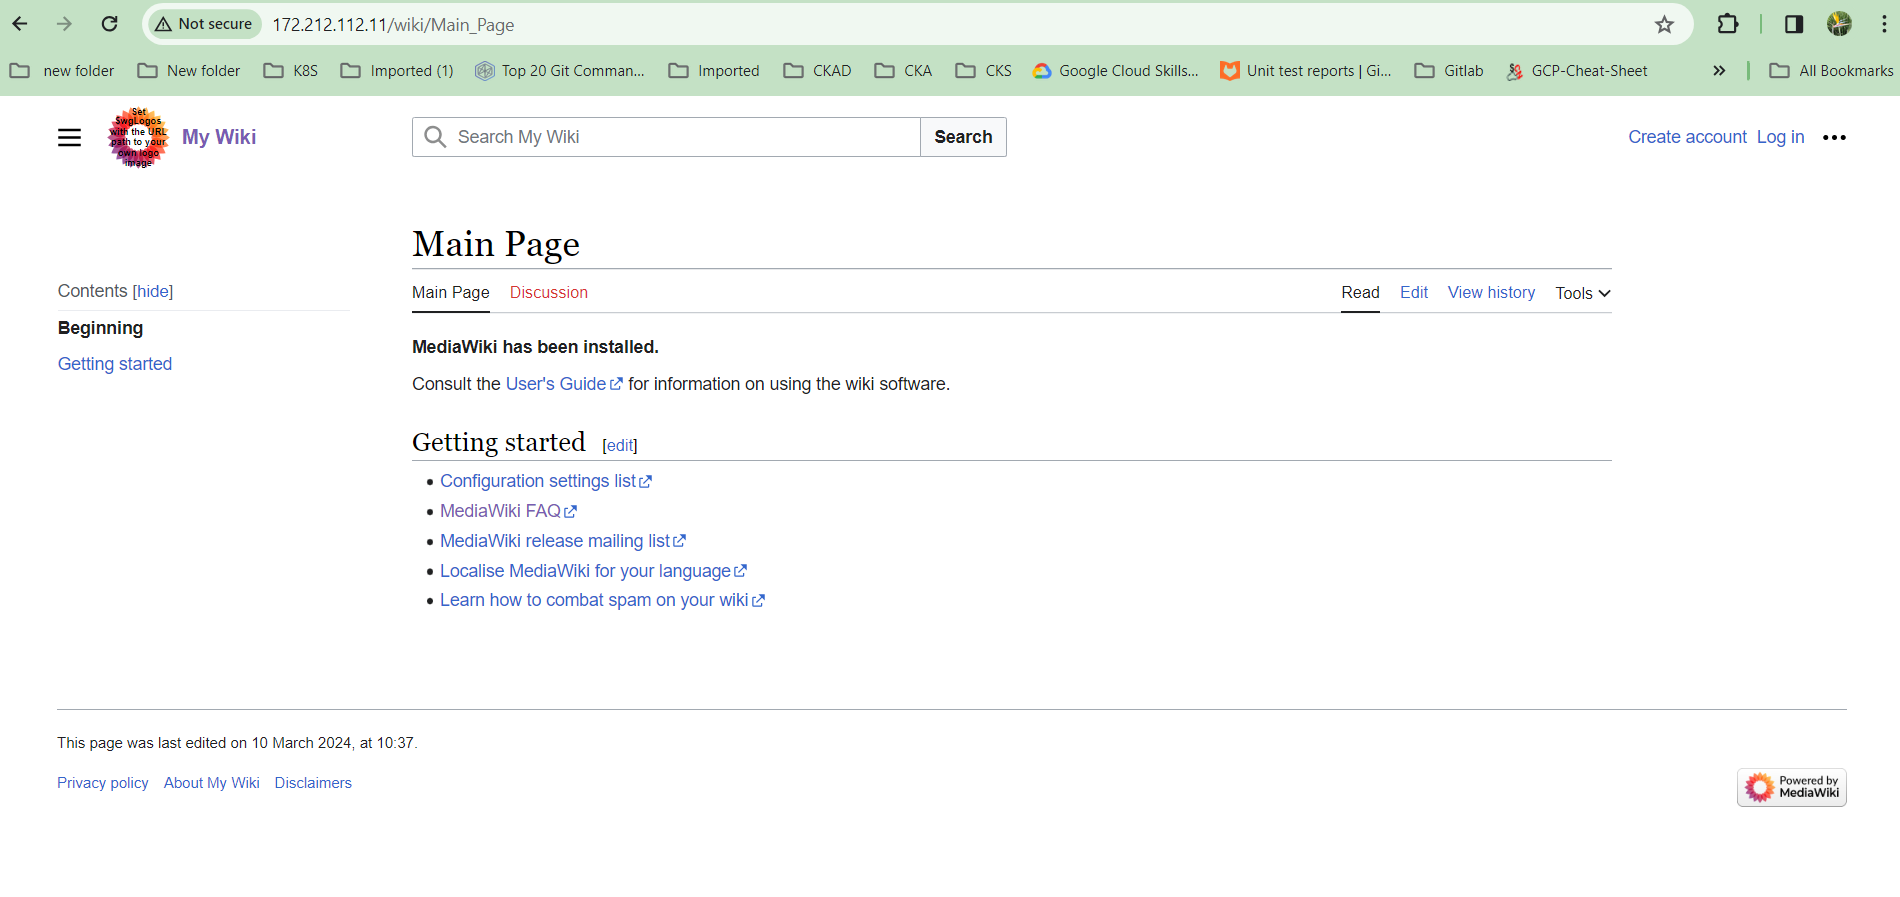 Not secure 172.212.112.11/wiki/Main_Page
new folder New folder K8S Imported (1) Top 20 Git Comman... Imported CKAD CKA CKS Google Cloud Skills... Unit test reports | Gi... Gitlab GCP-Cheat-Sheet » All Bookmarks
Set
$wgLogos
with the URL
path to your
own logo
image
My Wiki Search My Wiki Search Create account Log in
Main Page
Contents [hide]
Main Page Discussion Read Edit View history Tools
Beginning
Getting started
MediaWiki has been installed.
Consult the User's Guide for information on using the wiki software.
Getting started [edit]
• Configuration settings list
• MediaWiki FAQ
• MediaWiki release mailing list
• Localise MediaWiki for your language
• Learn how to combat spam on your wiki
This page was last edited on 10 March 2024, at 10:37.
Privacy policy About My Wiki Disclaimers
Powered by
MediaWiki